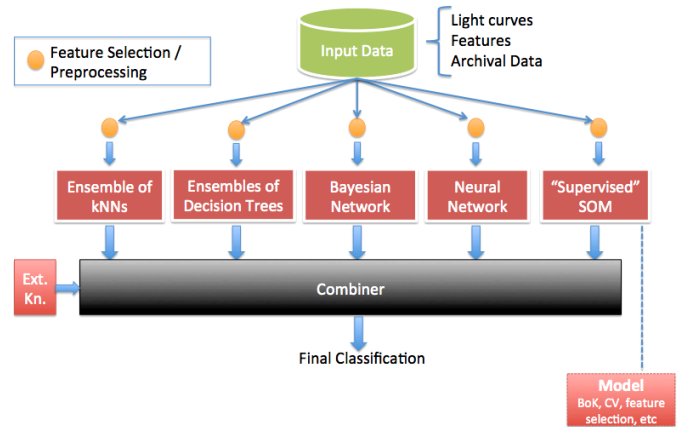 Feature Selection /
Preprocessing
Input Data
Light curves
Features
Archival Data
Ensemble of
kNNs
Ensembles of
Decision Trees
Bayesian
Network
Neural
Network
“Supervised”
SOM
Ext.
Kn.
Combiner
Final Classification
Model
BoK, CV, feature
selection, etc